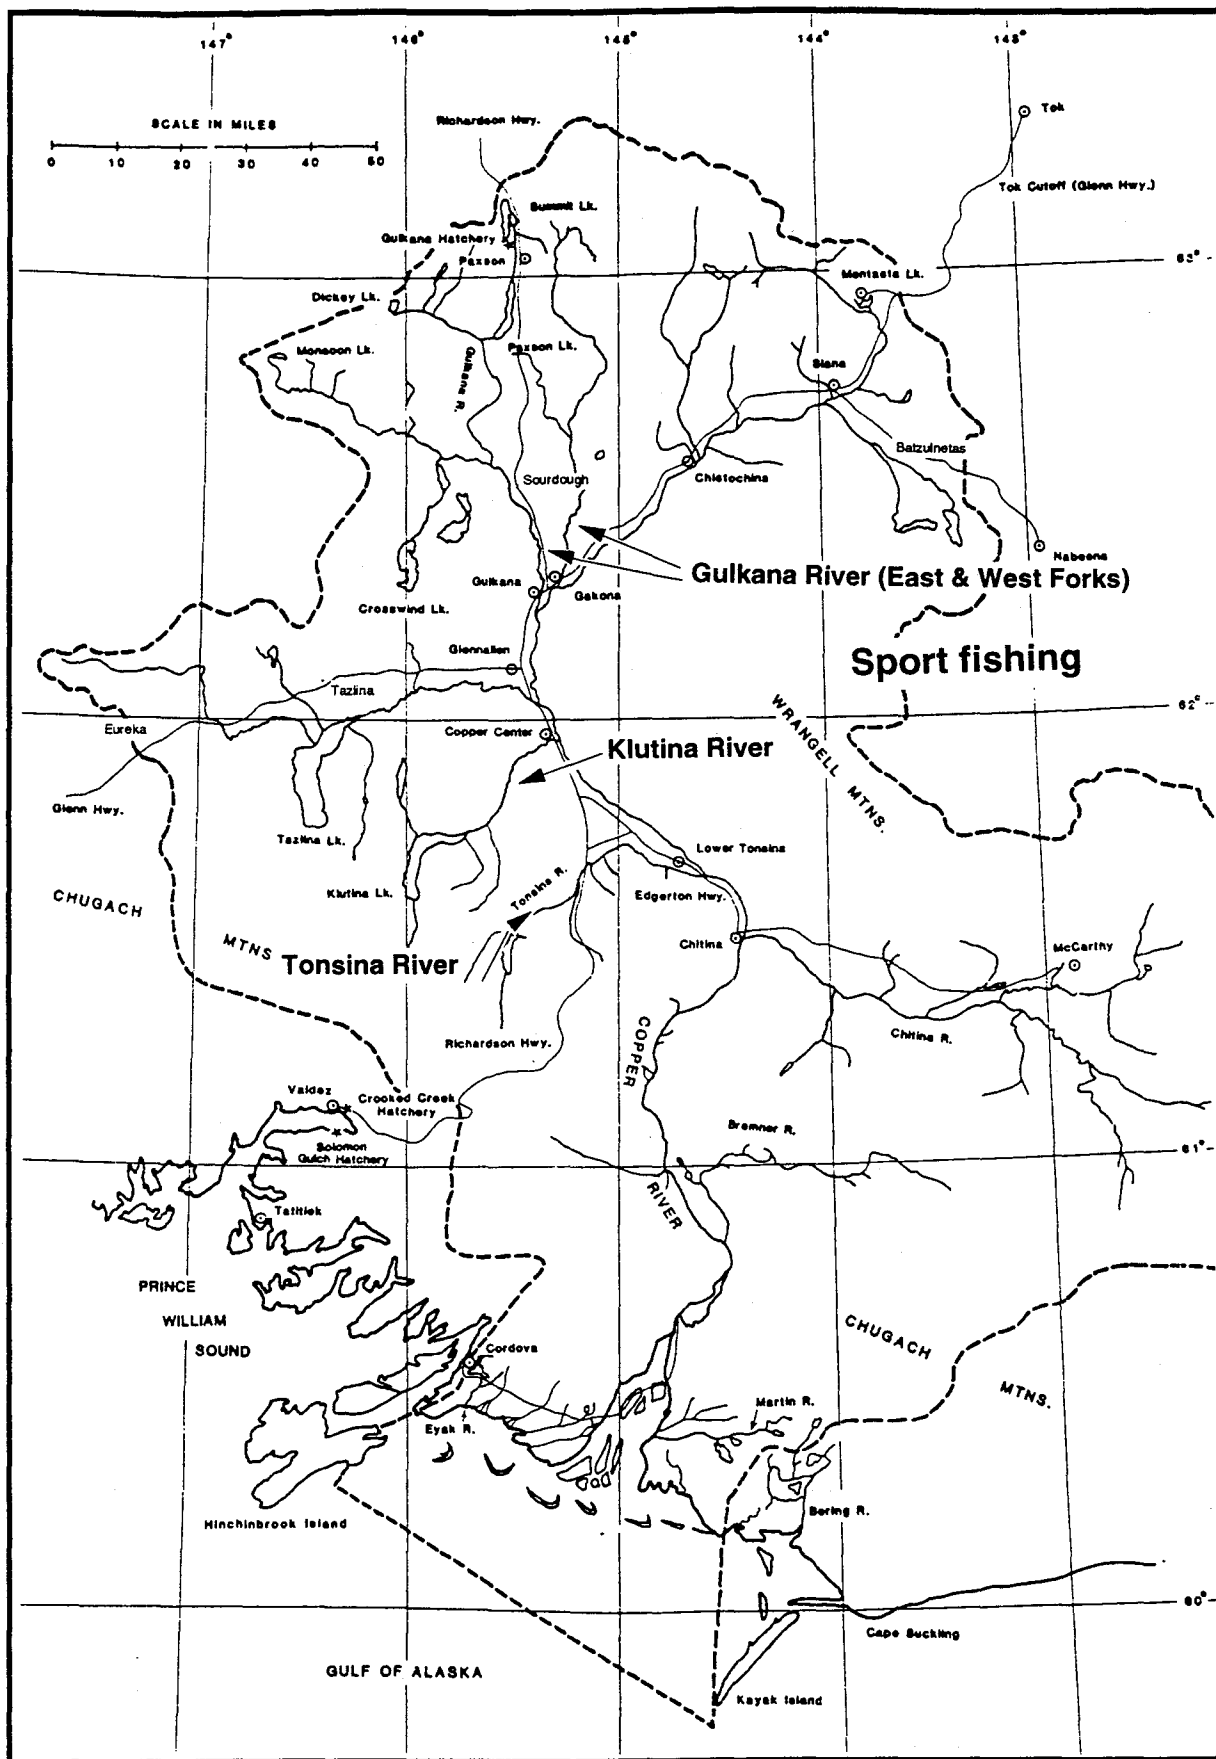 147° 146° 145° 144° 143°
Tok
SCALE IN MILES
0 10 20 30 40 50
Richardson Hwy.
Tok Cutoff (Glenn Hwy.)
Summit Lk.
Gulkana Hatchery
Paxson
63°
Mentasta Lk.
Dickey Lk.
Monsoon Lk.
Paxson Lk.
Gulkana R.
Slana
Batzulnetas
Chistochina
Sourdough
Nabesna
Gulkana
Gakona
Gulkana River (East & West Forks)
Crosswind Lk.
Glennallen
Sport fishing
Tazlina
62°
Eureka
Copper Center
Klutina River
WRANGELL MTNS.
Glenn Hwy.
Tazlina Lk.
Lower Tonsina
Klutina Lk.
Tonsina R.
Edgerton Hwy.
CHUGACH
MTNS
Chitina
McCarthy
Tonsina River
Chitina R.
Richardson Hwy.
COPPER
RIVER
Valdez
Crooked Creek
Hatchery
Bremner R.
Solomon
Gulch Hatchery
61°
Tatitlek
PRINCE
WILLIAM
SOUND
CHUGACH
MTNS.
Cordova
Eyak R.
Martin R.
Hinchinbrook Island
Bering R.
60°
Cape Suckling
GULF OF ALASKA
Kayak Island